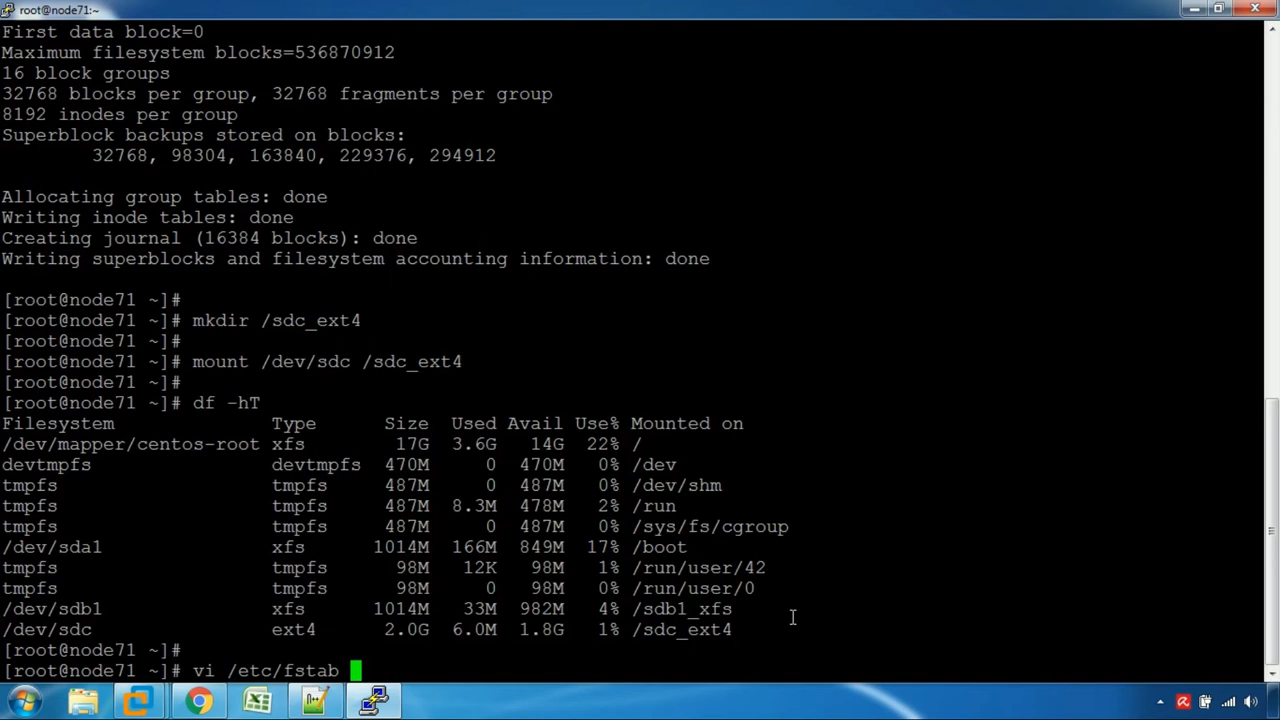 root@node71:~
First data block=0
Maximum filesystem blocks=536870912
16 block groups
32768 blocks per group, 32768 fragments per group
8192 inodes per group
Superblock backups stored on blocks:
        32768, 98304, 163840, 229376, 294912
Allocating group tables: done
Writing inode tables: done
Creating journal (16384 blocks): done
Writing superblocks and filesystem accounting information: done
[root@node71 ~]#
[root@node71 ~]# mkdir /sdc_ext4
[root@node71 ~]#
[root@node71 ~]# mount /dev/sdc /sdc_ext4
[root@node71 ~]#
[root@node71 ~]# df -hT
Filesystem              Type      Size  Used Avail Use% Mounted on
/dev/mapper/centos-root xfs        17G  3.6G   14G  22% /
devtmpfs                devtmpfs  470M     0  470M   0% /dev
tmpfs                   tmpfs     487M     0  487M   0% /dev/shm
tmpfs                   tmpfs     487M  8.3M  478M   2% /run
tmpfs                   tmpfs     487M     0  487M   0% /sys/fs/cgroup
/dev/sda1               xfs      1014M  166M  849M  17% /boot
tmpfs                   tmpfs      98M   12K   98M   1% /run/user/42
tmpfs                   tmpfs      98M     0   98M   0% /run/user/0
/dev/sdb1               xfs      1014M   33M  982M   4% /sdb1_xfs
/dev/sdc                ext4      2.0G  6.0M  1.8G   1% /sdc_ext4
[root@node71 ~]#
[root@node71 ~]# vi /etc/fstab